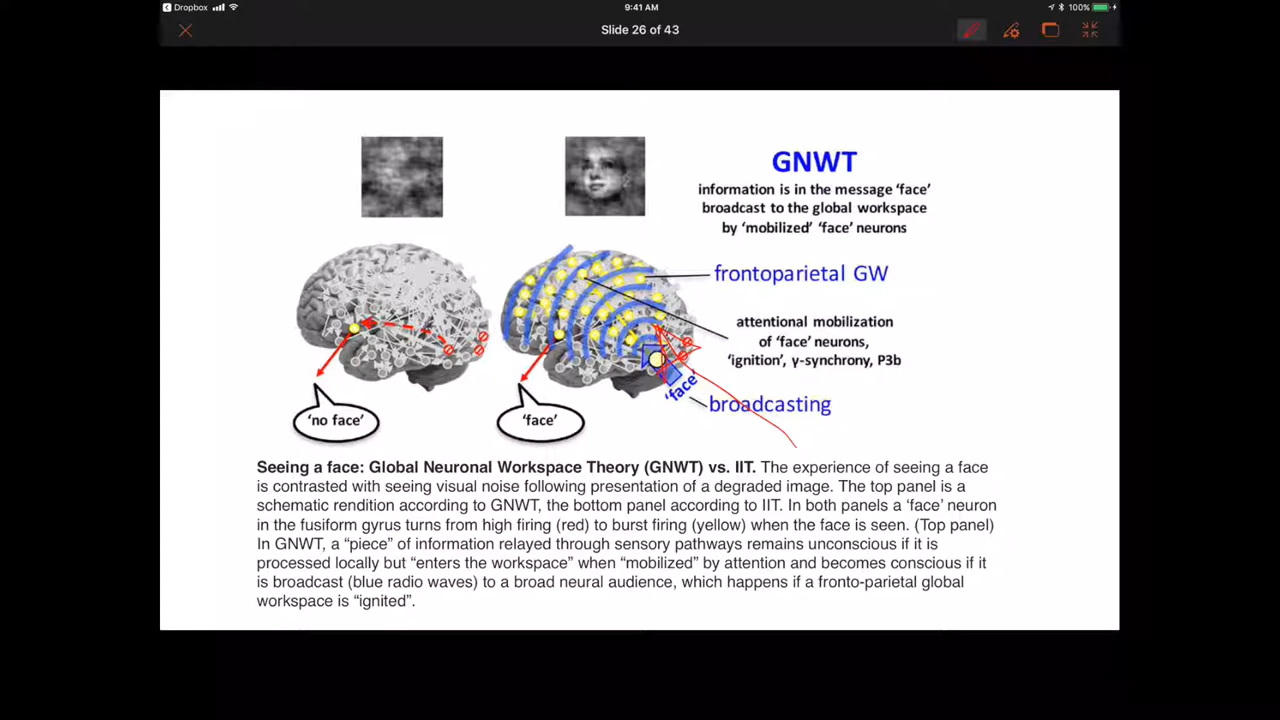 Dropbox
9:41 AM
100%
Slide 26 of 43
GNWT
information is in the message 'face'
broadcast to the global workspace
by 'mobilized' 'face' neurons
frontoparietal GW
attentional mobilization
of 'face' neurons,
'ignition', γ-synchrony, P3b
'face'
broadcasting
'no face'
'face'
Seeing a face: Global Neuronal Workspace Theory (GNWT) vs. IIT. The experience of seeing a face
is contrasted with seeing visual noise following presentation of a degraded image. The top panel is a
schematic rendition according to GNWT, the bottom panel according to IIT. In both panels a ‘face’ neuron
in the fusiform gyrus turns from high firing (red) to burst firing (yellow) when the face is seen. (Top panel)
In GNWT, a “piece” of information relayed through sensory pathways remains unconscious if it is
processed locally but “enters the workspace” when “mobilized” by attention and becomes conscious if it
is broadcast (blue radio waves) to a broad neural audience, which happens if a fronto-parietal global
workspace is “ignited”.